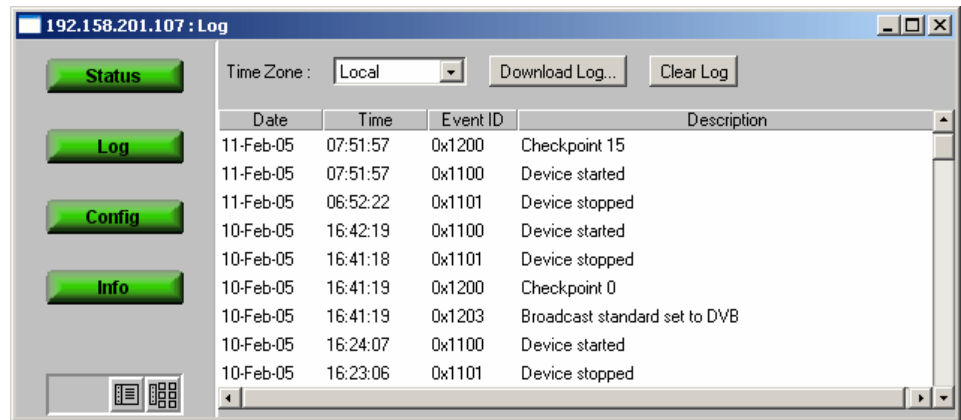 192.158.201.107 : Log
Status
Log
Config
Info
Time Zone : Local Download Log... Clear Log
Date Time Event ID Description
11-Feb-05 07:51:57 0x1200 Checkpoint 15
11-Feb-05 07:51:57 0x1100 Device started
11-Feb-05 06:52:22 0x1101 Device stopped
10-Feb-05 16:42:19 0x1100 Device started
10-Feb-05 16:41:18 0x1101 Device stopped
10-Feb-05 16:41:19 0x1200 Checkpoint 0
10-Feb-05 16:41:19 0x1203 Broadcast standard set to DVB
10-Feb-05 16:24:07 0x1100 Device started
10-Feb-05 16:23:06 0x1101 Device stopped